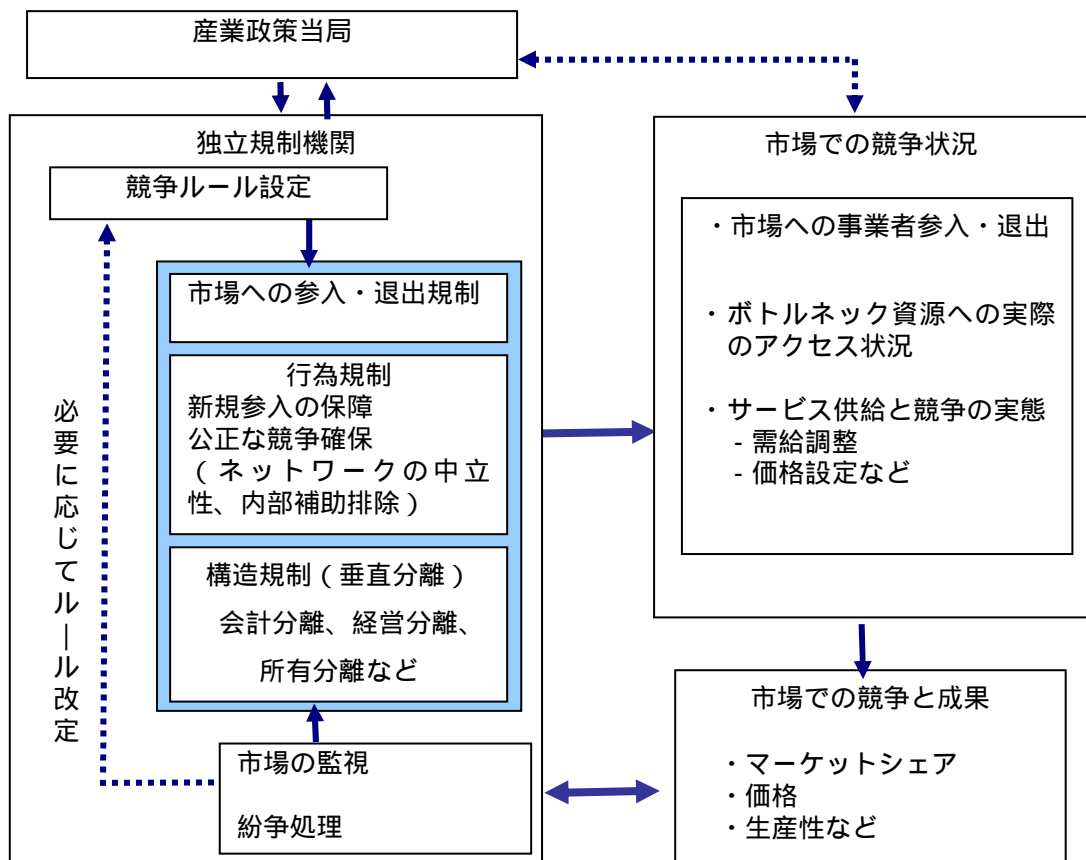 産業政策当局
独立規制機関
競争ルール設定
市場への参入・退出規制
行為規制
新規参入の保障
公正な競争確保
（ネットワークの中立
性、内部補助排除）
構造規制（垂直分離）
会計分離、経営分離、
所有分離など
市場の監視
紛争処理
必要に応じてルール改定
市場での競争状況
・市場への事業者参入・退出
・ボトルネック資源への実際
のアクセス状況
・サービス供給と競争の実態
- 需給調整
- 価格設定など
市場での競争と成果
・マーケットシェア
・価格
・生産性など